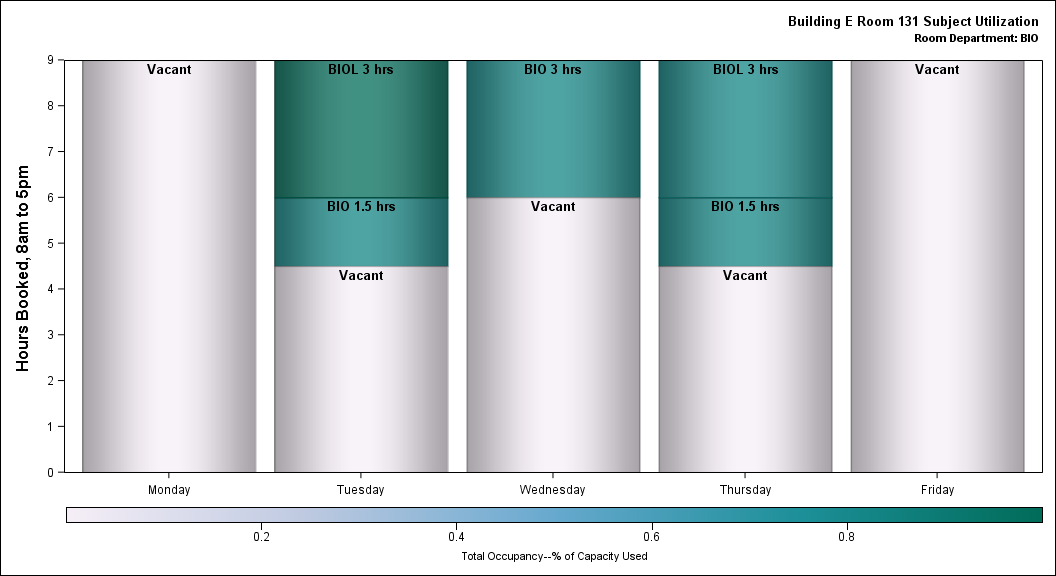 Building E Room 131 Subject Utilization
Room Department: BIO
Hours Booked, 8am to 5pm
9
8
7
6
5
4
3
2
1
0
Vacant
BIOL 3 hrs
BIO 1.5 hrs
Vacant
BIO 3 hrs
Vacant
BIOL 3 hrs
BIO 1.5 hrs
Vacant
Vacant
Monday
Tuesday
Wednesday
Thursday
Friday
0.2
0.4
0.6
0.8
Total Occupancy--% of Capacity Used